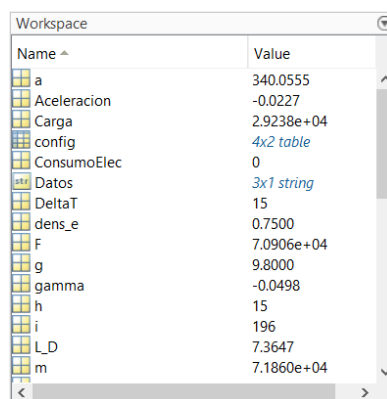 Workspace
Name Value
a 340.0555
Aceleracion -0.0227
Carga 2.9238e+04
config 4x2 table
ConsumoElec 0
str Datos 3x1 string
DeltaT 15
dens_e 0.7500
F 7.0906e+04
g 9.8000
gamma -0.0498
h 15
i 196
L_D 7.3647
m 7.1860e+04